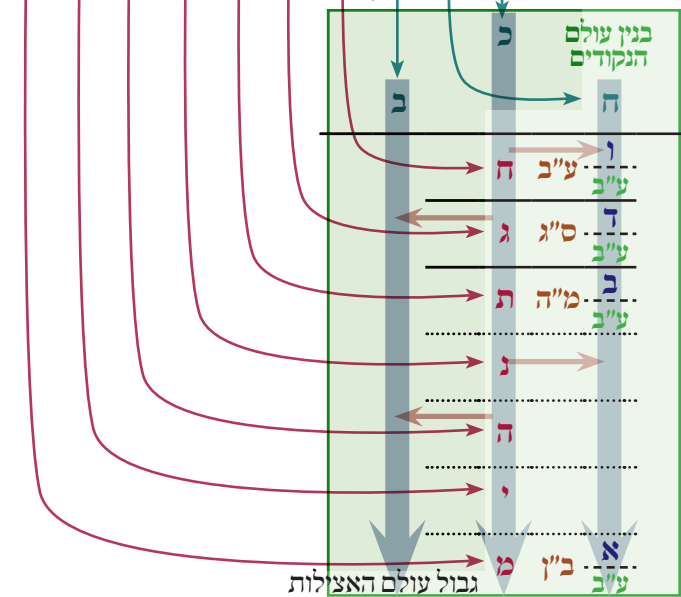 בנין עולם
הנקודים
כ
ח
ב
ו
ח
ע״ב
ע״ב
ד
ג
ס״ג
ע״ב
ב
ת
מ״ה
ע״ב
נ
ה
י
א
מ
ב״ן
ע״ב
גבול עולם האצילות